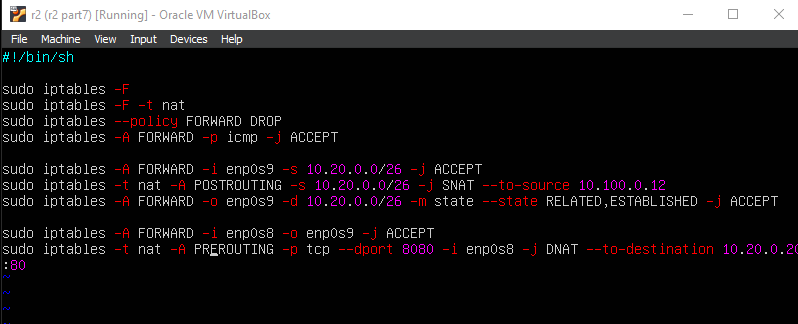 r2 (r2 part7) [Running] - Oracle VM VirtualBox
File Machine View Input Devices Help
#!/bin/sh
sudo iptables -F
sudo iptables -F -t nat
sudo iptables --policy FORWARD DROP
sudo iptables -A FORWARD -p icmp -j ACCEPT
sudo iptables -A FORWARD -i enp0s9 -s 10.20.0.0/26 -j ACCEPT
sudo iptables -t nat -A POSTROUTING -s 10.20.0.0/26 -j SNAT --to-source 10.100.0.12
sudo iptables -A FORWARD -o enp0s9 -d 10.20.0.0/26 -m state --state RELATED,ESTABLISHED -j ACCEPT
sudo iptables -A FORWARD -i enp0s8 -o enp0s9 -j ACCEPT
sudo iptables -t nat -A PREROUTING -p tcp --dport 8080 -i enp0s8 -j DNAT --to-destination 10.20.0.20
:80
~
~
~